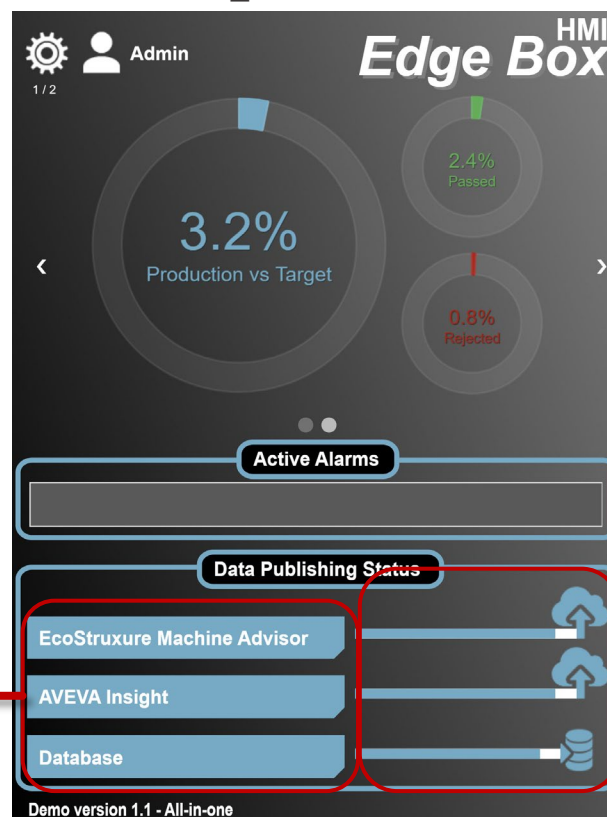 HMI
Edge Box
Admin
1 / 2
3.2%
Production vs Target
2.4%
Passed
0.8%
Rejected
Active Alarms
Data Publishing Status
EcoStruxure Machine Advisor
AVEVA Insight
Database
Demo version 1.1 - All-in-one